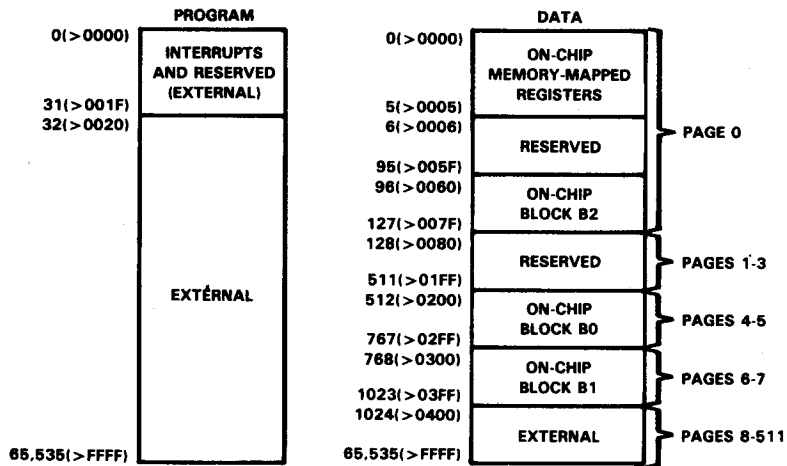 PROGRAM
0(>0000)
INTERRUPTS
AND RESERVED
(EXTERNAL)
31(>001F)
32(>0020)
EXTERNAL
65,535(>FFFF)
DATA
0(>0000)
ON-CHIP
MEMORY-MAPPED
REGISTERS
5(>0005)
6(>0006)
RESERVED
95(>005F)
96(>0060)
ON-CHIP
BLOCK B2
127(>007F)
PAGE 0
128(>0080)
RESERVED
511(>01FF)
PAGES 1-3
512(>0200)
ON-CHIP
BLOCK B0
767(>02FF)
PAGES 4-5
768(>0300)
ON-CHIP
BLOCK B1
1023(>03FF)
PAGES 6-7
1024(>0400)
EXTERNAL
65,535(>FFFF)
PAGES 8-511